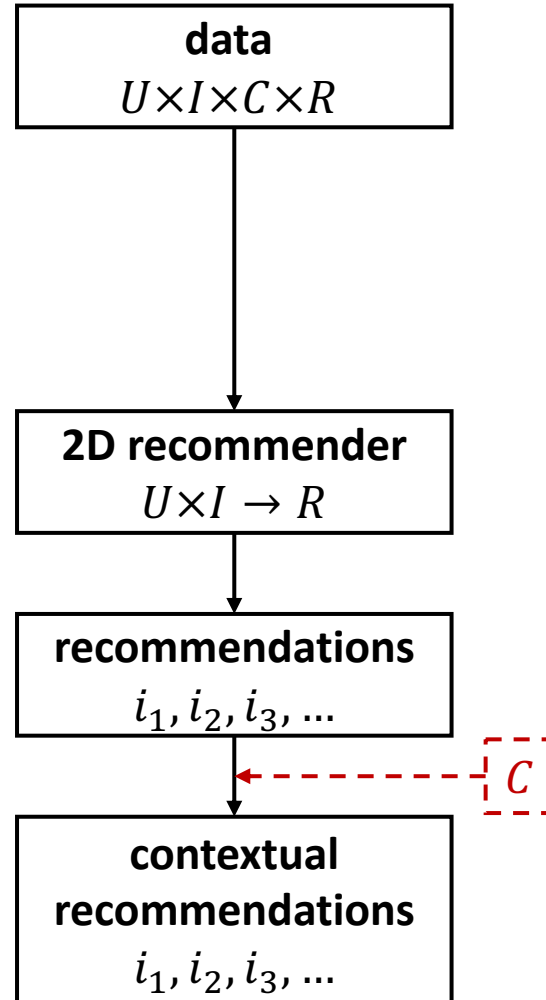 data
U×I×C×R
2D recommender
U×I → R
recommendations
i₁, i₂, i₃, ...
C
contextual
recommendations
i₁, i₂, i₃, ...